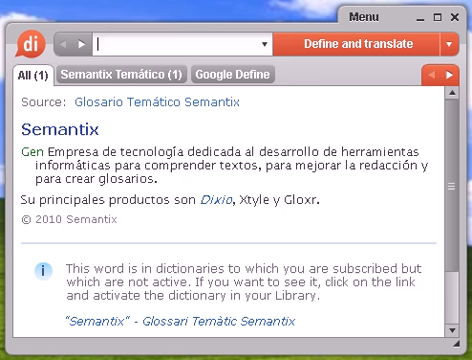 Menu
di
Define and translate
All (1) Semantix Temático (1) Google Define
Source: Glosario Temático Semantix
Semantix
Gen Empresa de tecnología dedicada al desarrollo de herramientas
informáticas para comprender textos, para mejorar la redacción y
para crear glosarios.
Su principales productos son Dixio, Xtyle y Gloxr.
© 2010 Semantix
i
This word is in dictionaries to which you are subscribed but
which are not active. If you want to see it, click on the link
and activate the dictionary in your Library.
"Semantix" - Glossari Temàtic Semantix